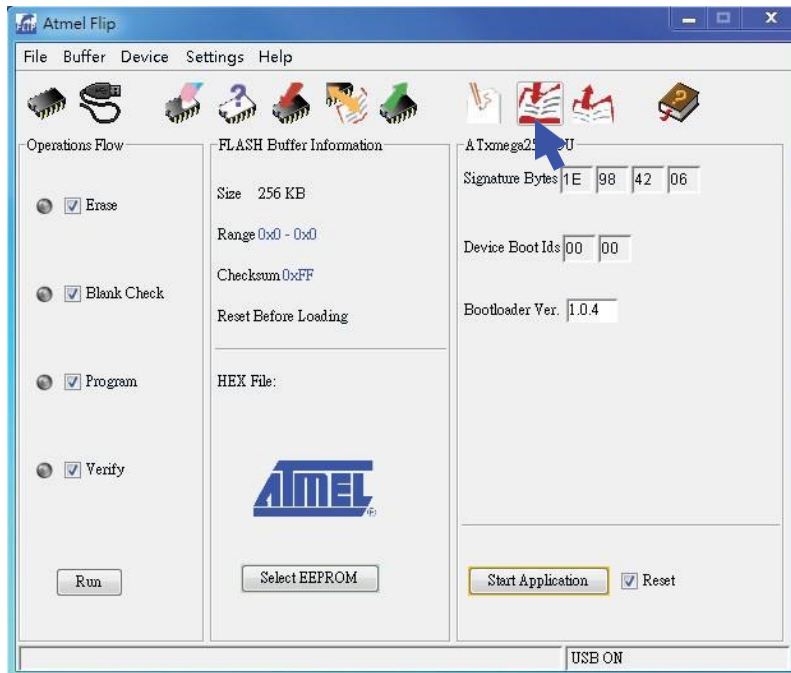 Atmel Flip
File Buffer Device Settings Help
Operations Flow
Erase
Blank Check
Program
Verify
Run
FLASH Buffer Information
Size 256 KB
Range 0x0 - 0x0
Checksum 0xFF
Reset Before Loading
HEX File:
ATMEL
®
Select EEPROM
Signature Bytes 1E 98 42 06
Device Boot Ids 00 00
Bootloader Ver. 1.0.4
Start Application
Reset
USB ON